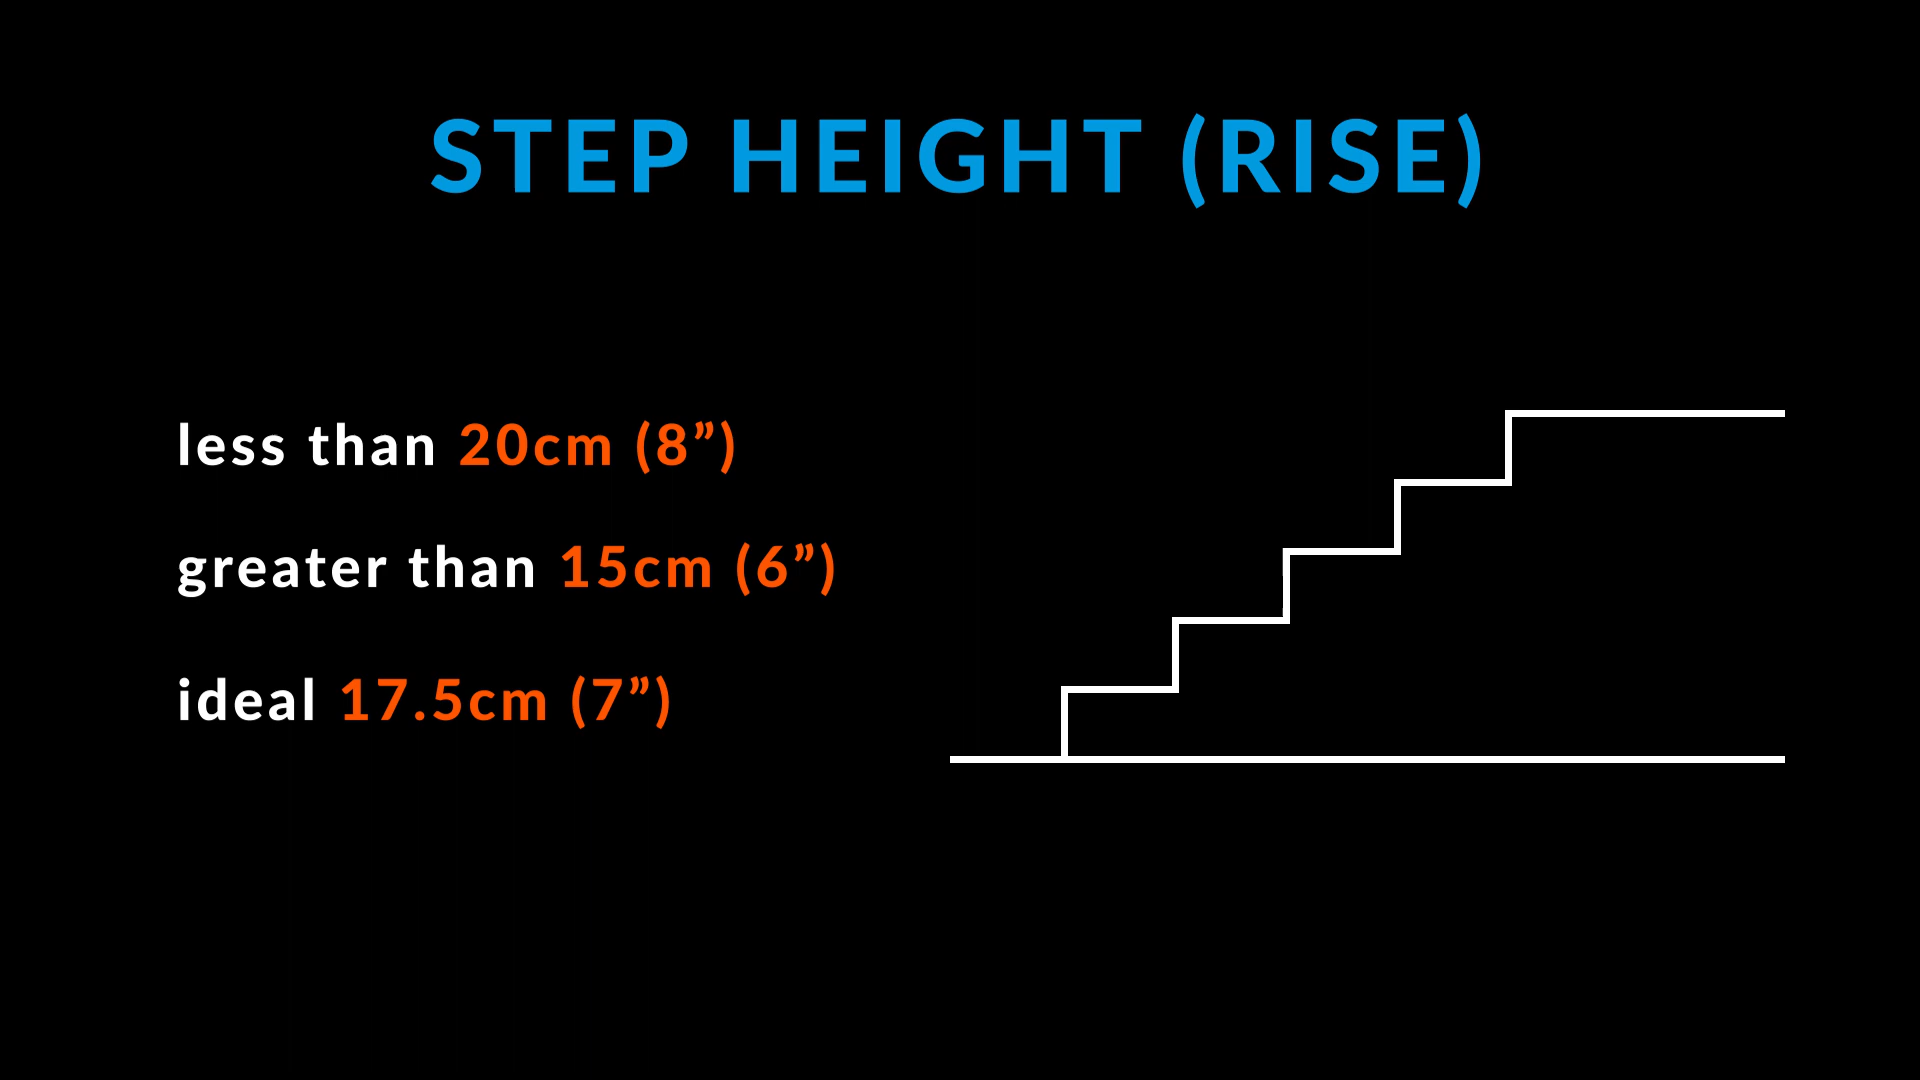 STEP HEIGHT (RISE)
less than 20cm (8”)
greater than 15cm (6”)
ideal 17.5cm (7”)